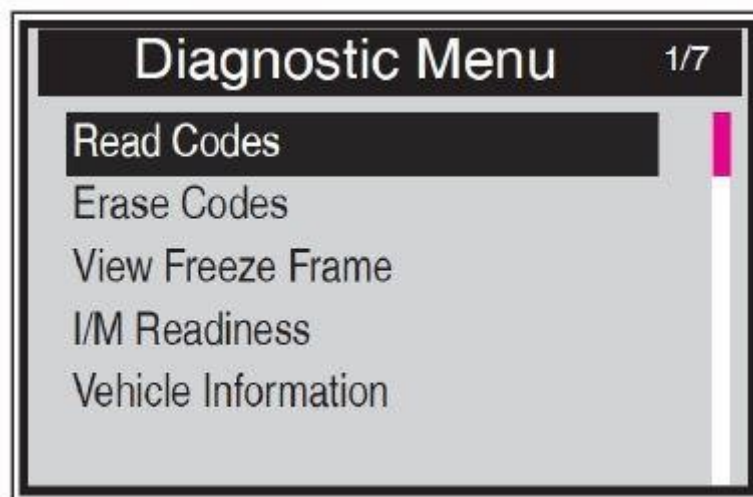 Diagnostic Menu 1/7
Read Codes
Erase Codes
View Freeze Frame
I/M Readiness
Vehicle Information